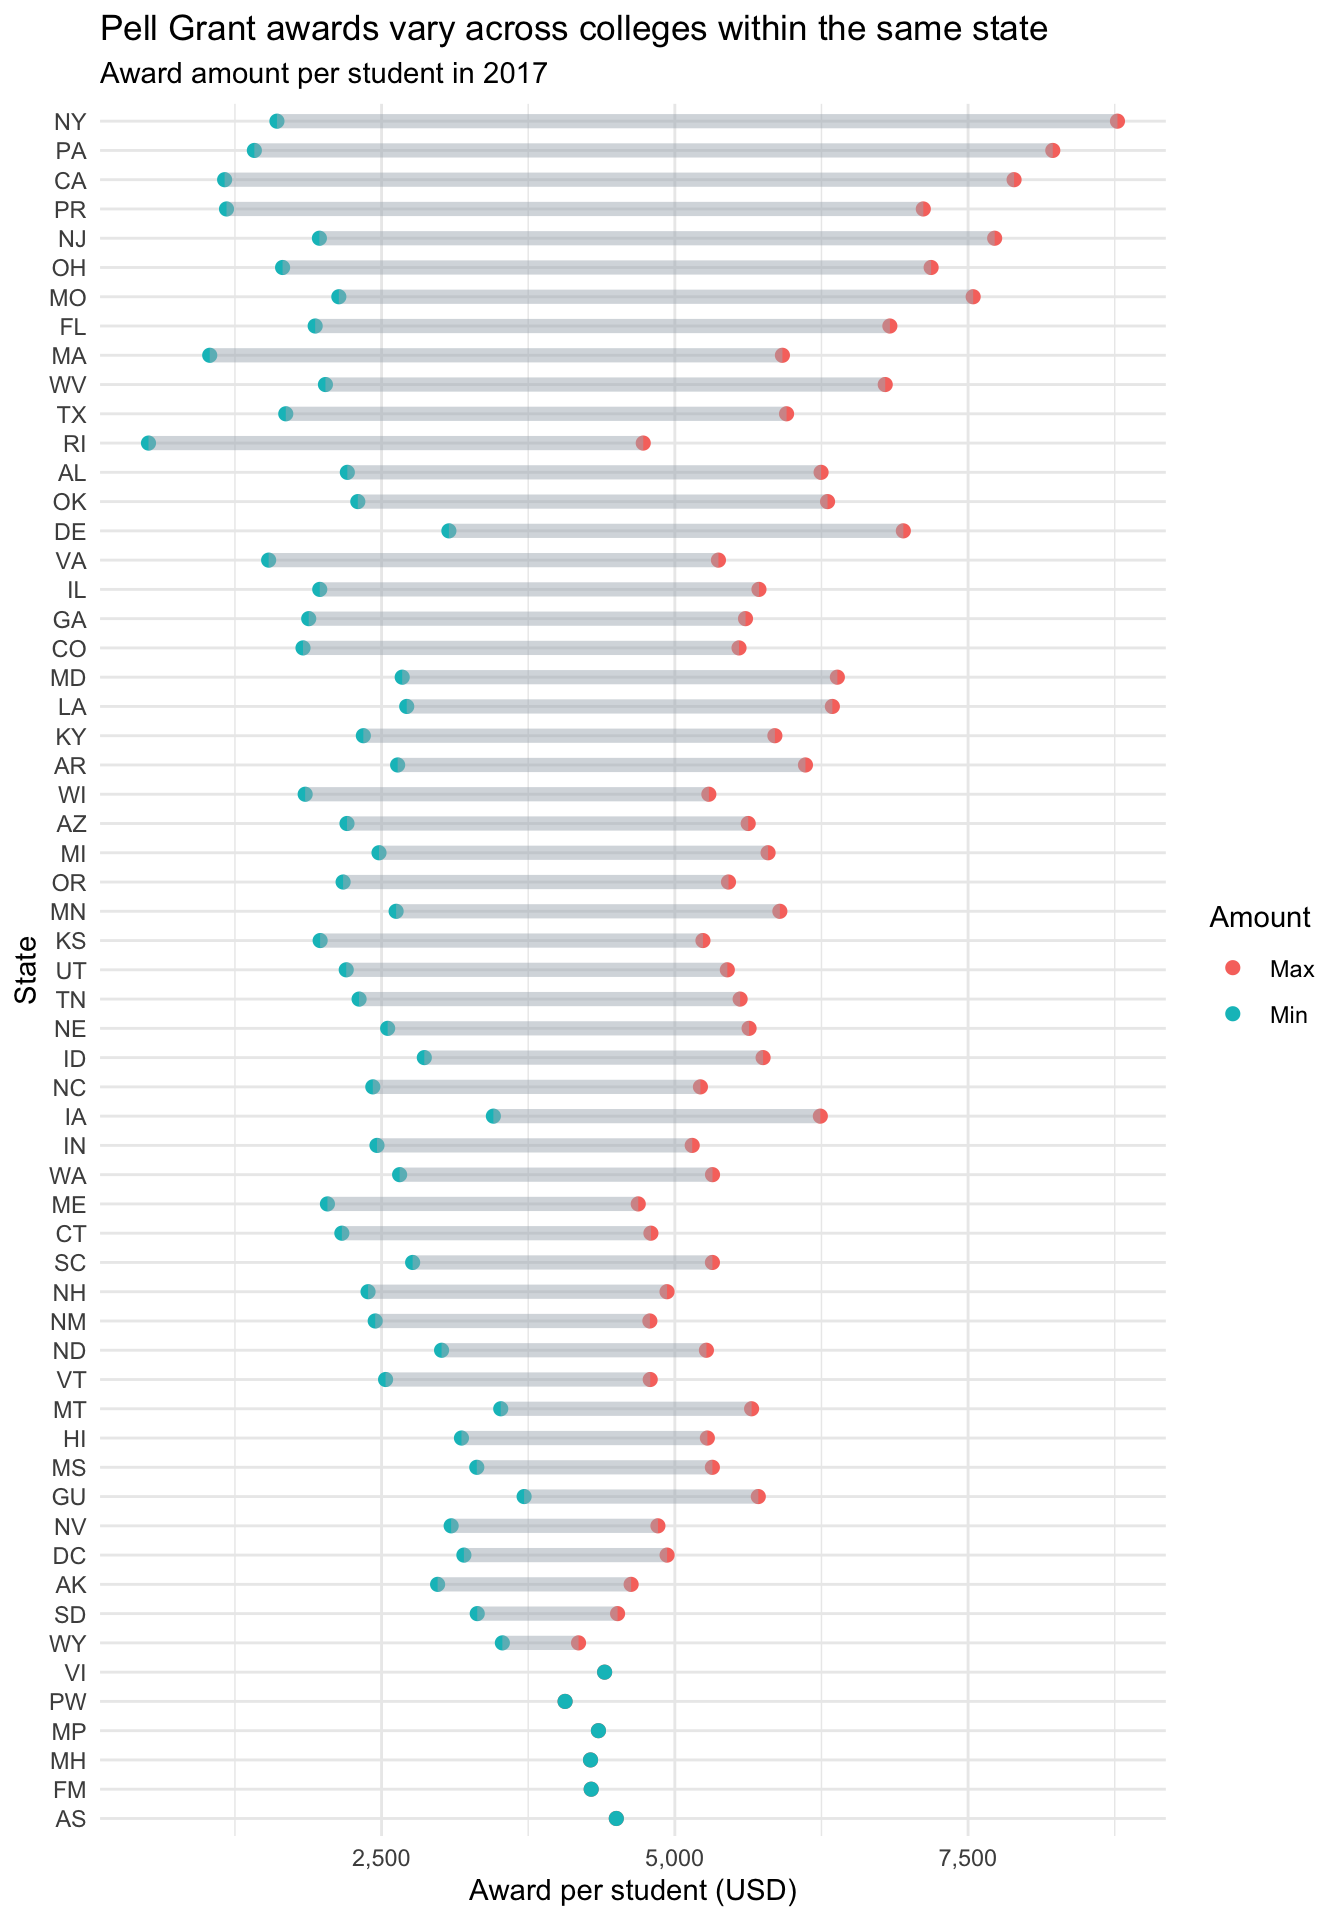 Pell Grant awards vary across colleges within the same state
Award amount per student in 2017
NY
PA
CA
PR
NJ
OH
MO
FL
MA
WV
TX
RI
AL
OK
DE
VA
IL
GA
CO
MD
LA
KY
AR
WI
AZ
MI
OR
MN
KS
UT
TN
NE
ID
NC
IA
IN
WA
ME
CT
SC
NH
NM
ND
VT
MT
HI
MS
GU
NV
DC
AK
SD
WY
VI
PW
MP
MH
FM
AS
State
2,500 5,000 7,500
Award per student (USD)
Amount
Max
Min